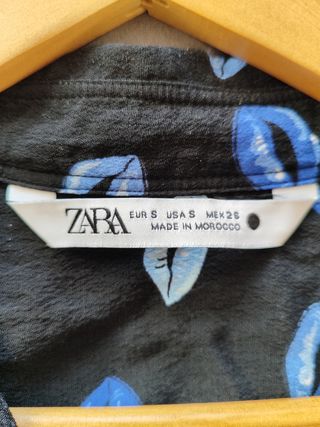 ZARA
EUR S USA S MEX 26
MADE IN MOROCCO